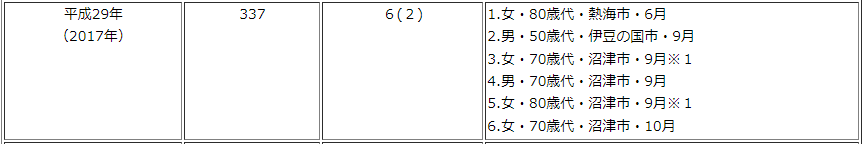 平成29年
（2017年）
337
6(2)
1.女・80歳代・熱海市・6月
2.男・50歳代・伊豆の国市・9月
3.女・70歳代・沼津市・9月※1
4.男・70歳代・沼津市・9月
5.女・80歳代・沼津市・9月※1
6.女・70歳代・沼津市・10月